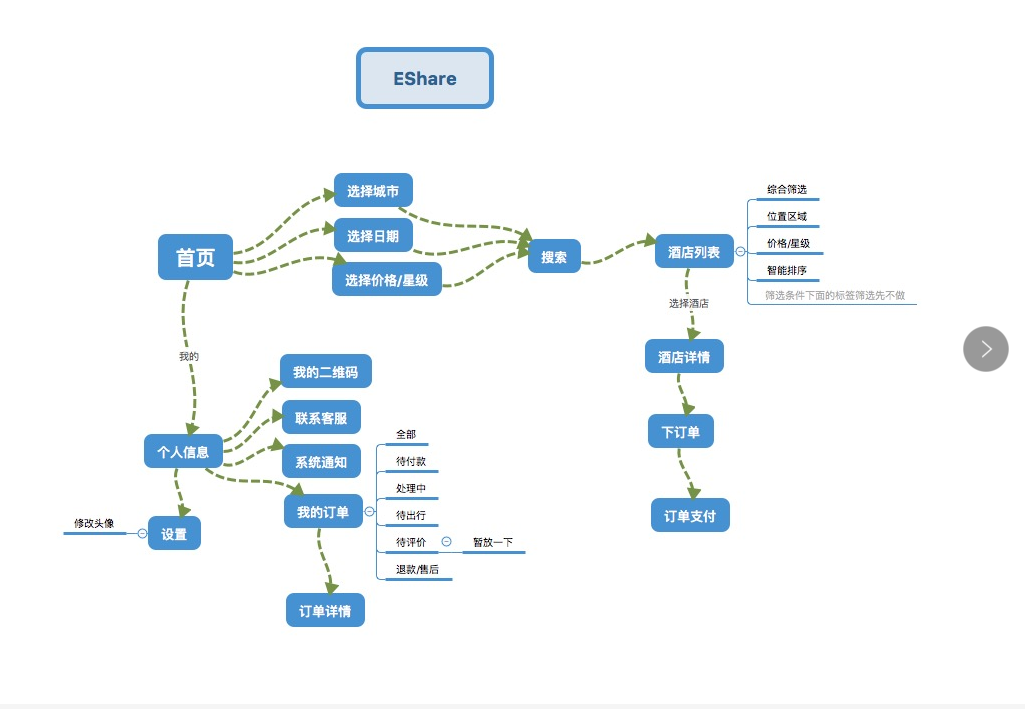 EShare
选择城市
选择日期
选择价格/星级
首页
搜索
酒店列表
综合筛选
位置区域
价格/星级
智能排序
筛选条件下面的标签筛选先不做
选择酒店
酒店详情
下订单
订单支付
我的
个人信息
我的二维码
联系客服
系统通知
我的订单
全部
待付款
处理中
待出行
待评价
暂放一下
退款/售后
修改头像
设置
订单详情